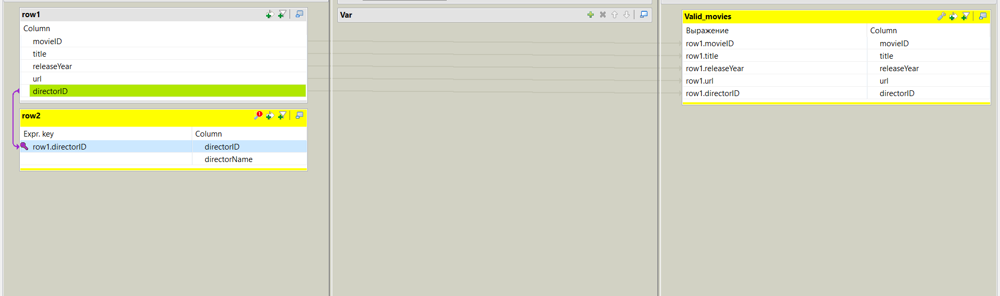 row1
Column
movieID
title
releaseYear
url
directorID
row2
1
Expr. key Column
row1.directorID directorID
directorName
Var
Valid_movies
Выражение Column
row1.movieID movieID
row1.title title
row1.releaseYear releaseYear
row1.url url
row1.directorID directorID